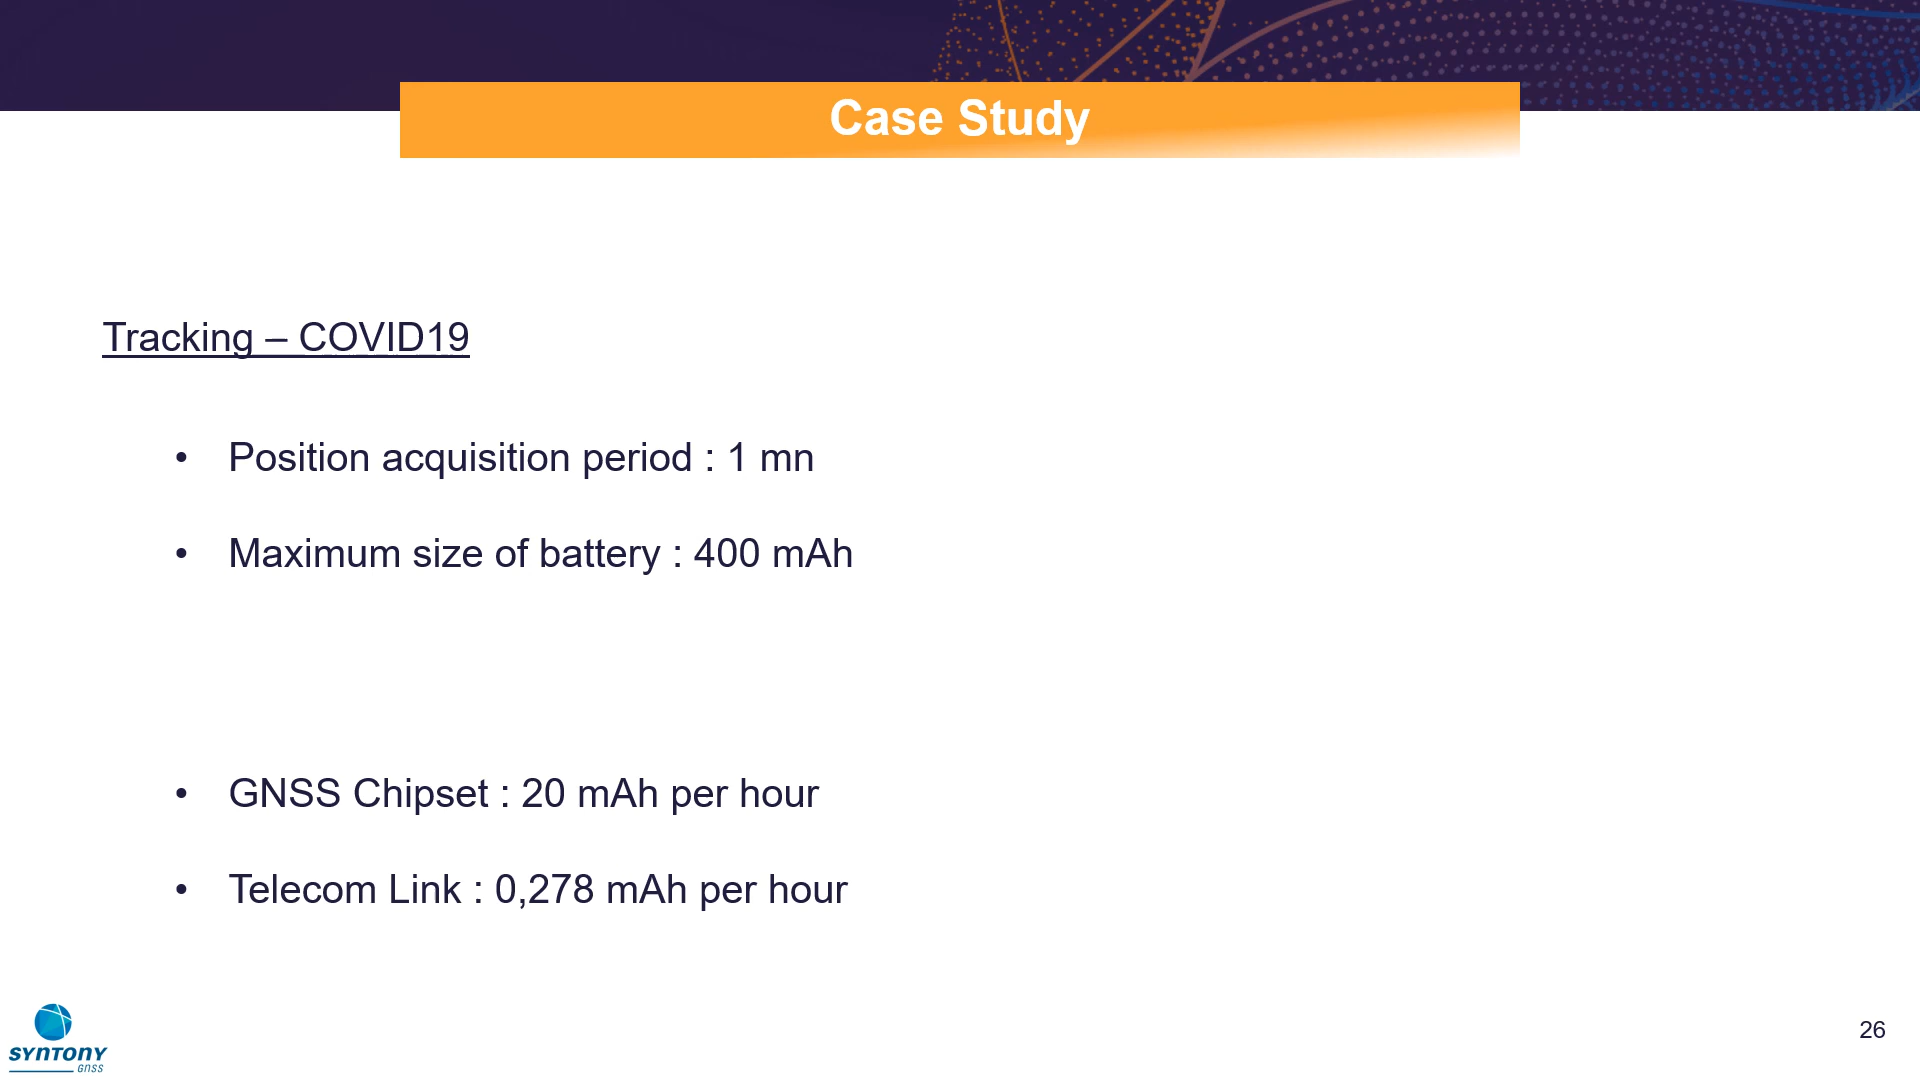 Case Study
Tracking – COVID19
• Position acquisition period : 1 mn
• Maximum size of battery : 400 mAh
• GNSS Chipset : 20 mAh per hour
• Telecom Link : 0,278 mAh per hour
SYNTONY
GNSS
26